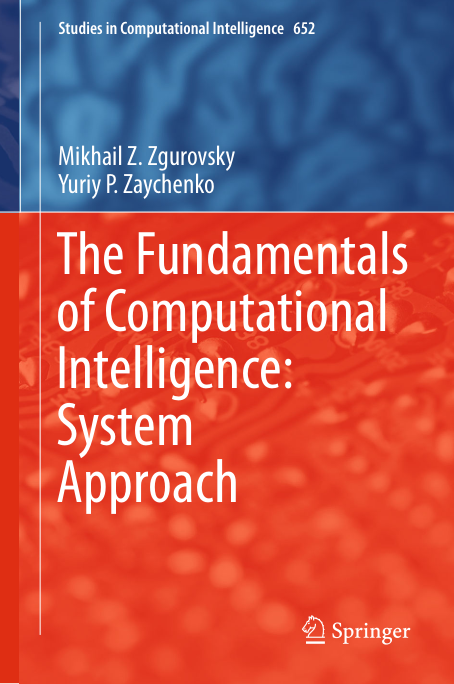 Studies in Computational Intelligence 652
Mikhail Z. Zgurovsky
Yuriy P. Zaychenko
The Fundamentals
of Computational
Intelligence:
System
Approach
Springer